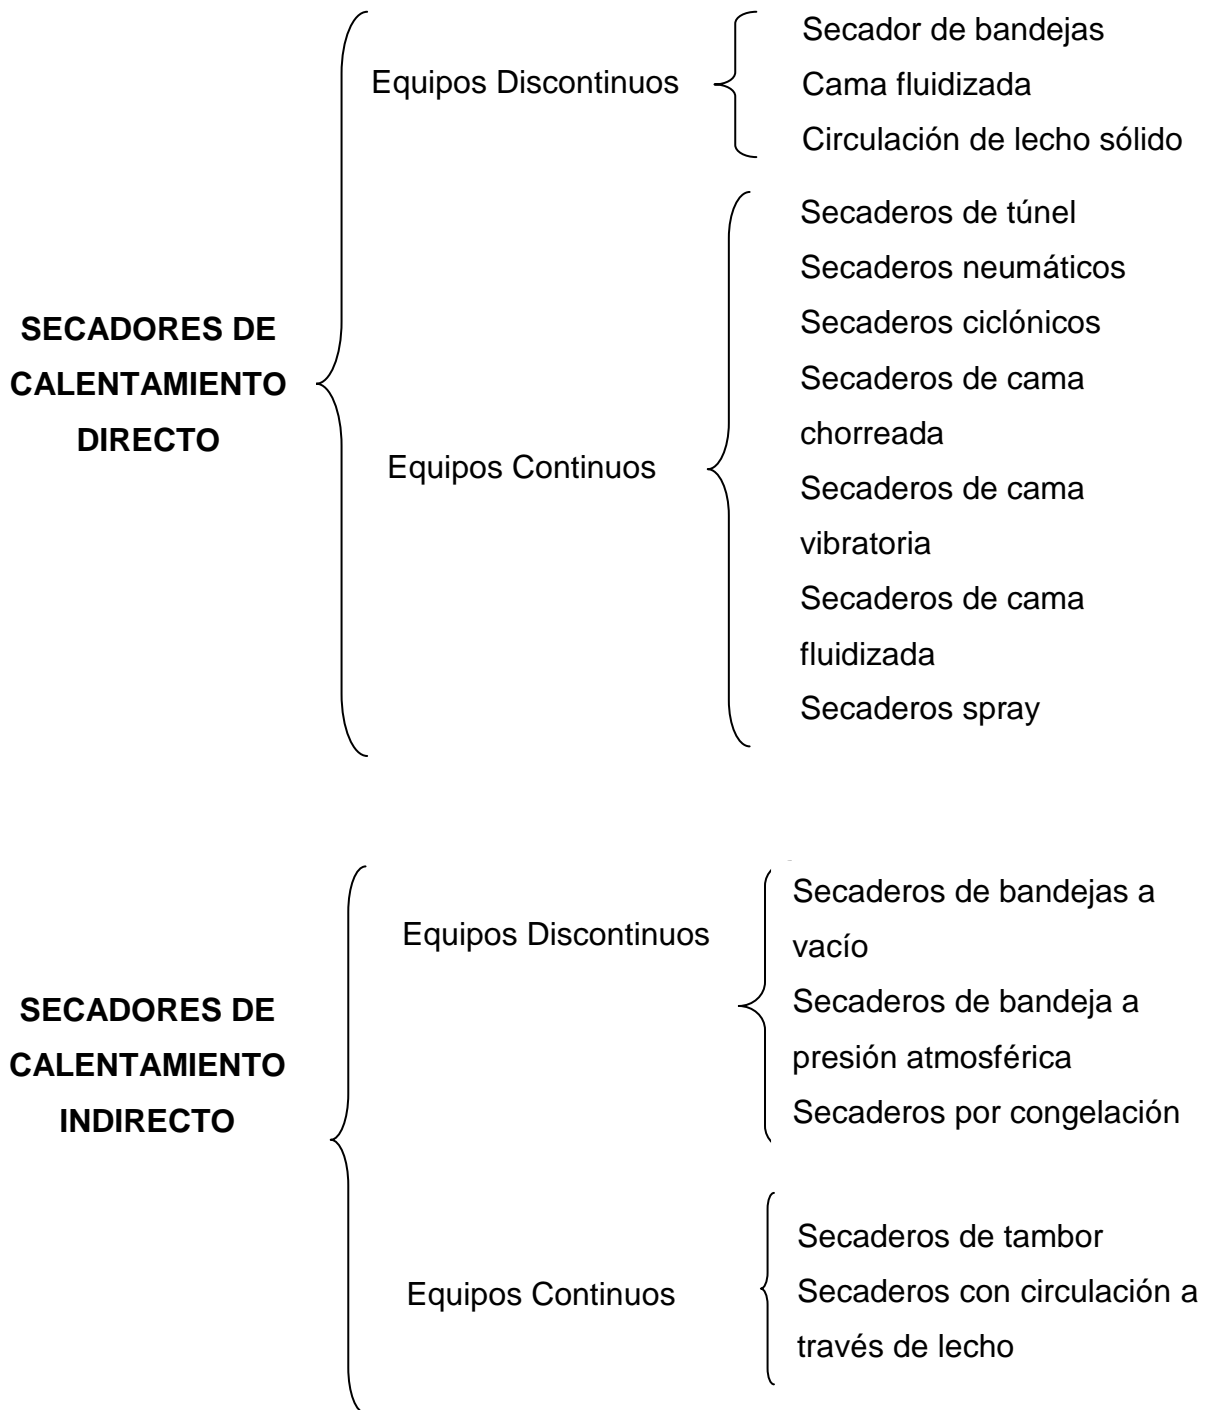 SECADORES DE
CALENTAMIENTO
DIRECTO
Equipos Discontinuos
Secador de bandejas
Cama fluidizada
Circulación de lecho sólido
Equipos Continuos
Secaderos de túnel
Secaderos neumáticos
Secaderos ciclónicos
Secaderos de cama
chorreada
Secaderos de cama
vibratoria
Secaderos de cama
fluidizada
Secaderos spray
SECADORES DE
CALENTAMIENTO
INDIRECTO
Equipos Discontinuos
Secaderos de bandejas a
vacío
Secaderos de bandeja a
presión atmosférica
Secaderos por congelación
Equipos Continuos
Secaderos de tambor
Secaderos con circulación a
través de lecho